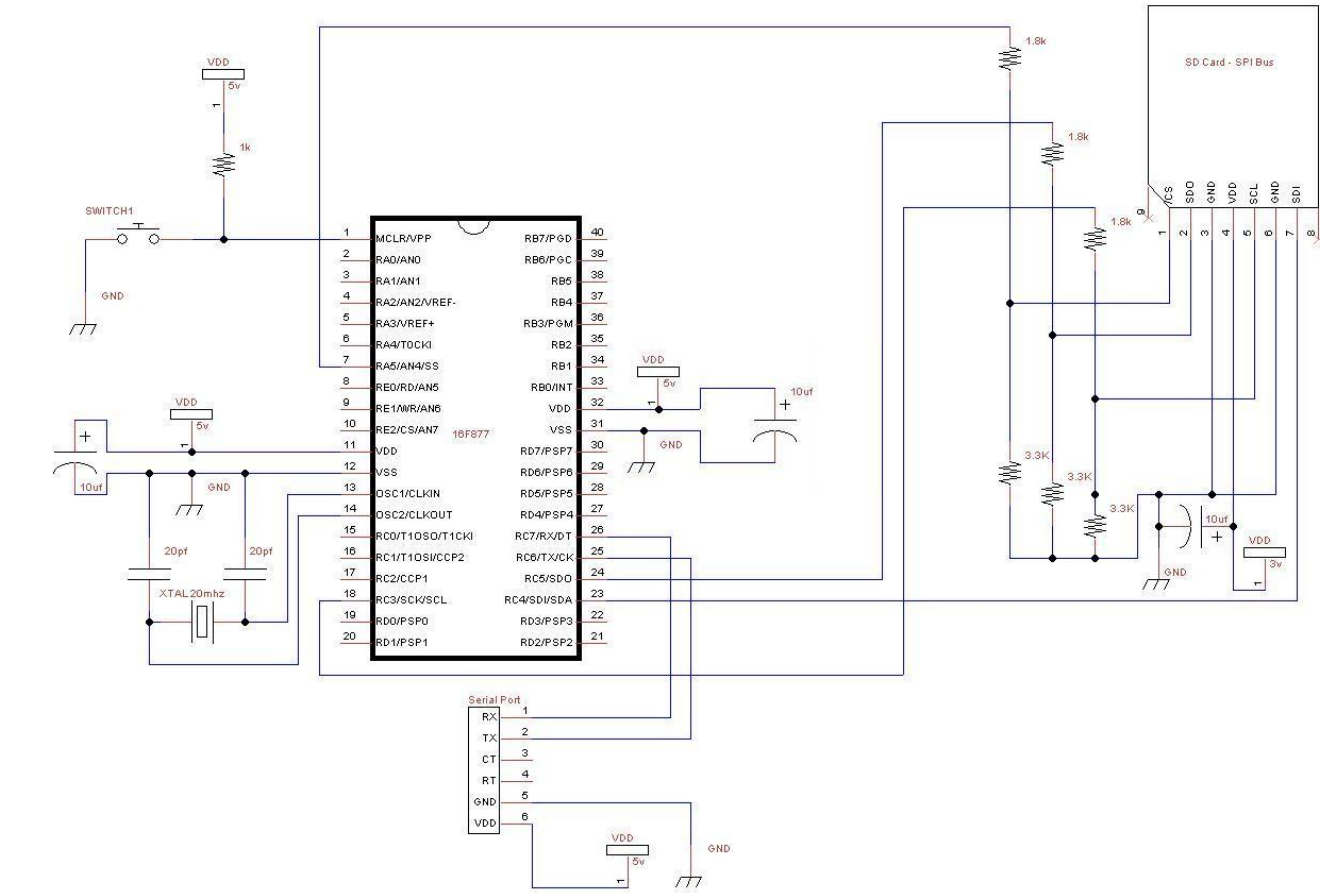 VDD
5v
1
1k
SWITCH1
GND
1.8k
1.8k
1.8k
SD Card - SPI Bus
/CS
SDO
GND
VDD
SCL
GND
SDI
9
1
2
3
4
5
6
7
8
1 MCLR/VPP
2 RA0/AN0
3 RA1/AN1
4 RA2/AN2/VREF-
5 RA3/VREF+
6 RA4/TOCKI
7 RA5/AN4/SS
8 RE0/RD/AN5
9 RE1/WR/AN6
10 RE2/CS/AN7
11 VDD
12 VSS
13 OSC1/CLKIN
14 OSC2/CLKOUT
15 RC0/T1OSO/T1CKI
16 RC1/T1OSI/CCP2
17 RC2/CCP1
18 RC3/SCK/SCL
19 RD0/PSP0
20 RD1/PSP1
16F877
RB7/PGD 40
RB6/PGC 39
RB5 38
RB4 37
RB3/PGM 36
RB2 35
RB1 34
RB0/INT 33
VDD 32
VSS 31
RD7/PSP7 30
RD6/PSP6 29
RD5/PSP5 28
RD4/PSP4 27
RC7/RX/DT 26
RC6/TX/CK 25
RC5/SDO 24
RC4/SDI/SDA 23
RD3/PSP3 22
RD2/PSP2 21
VDD
5v
1
+
10uf
GND
VDD
5v
1
+
10uf
GND
20pf
20pf
XTAL20mhz
3.3K
3.3K
3.3K
10uf
+
GND
VDD
3v
1
Serial Port
RX 1
TX 2
CT 3
RT 4
GND 5
VDD 6
VDD
5v
1
GND